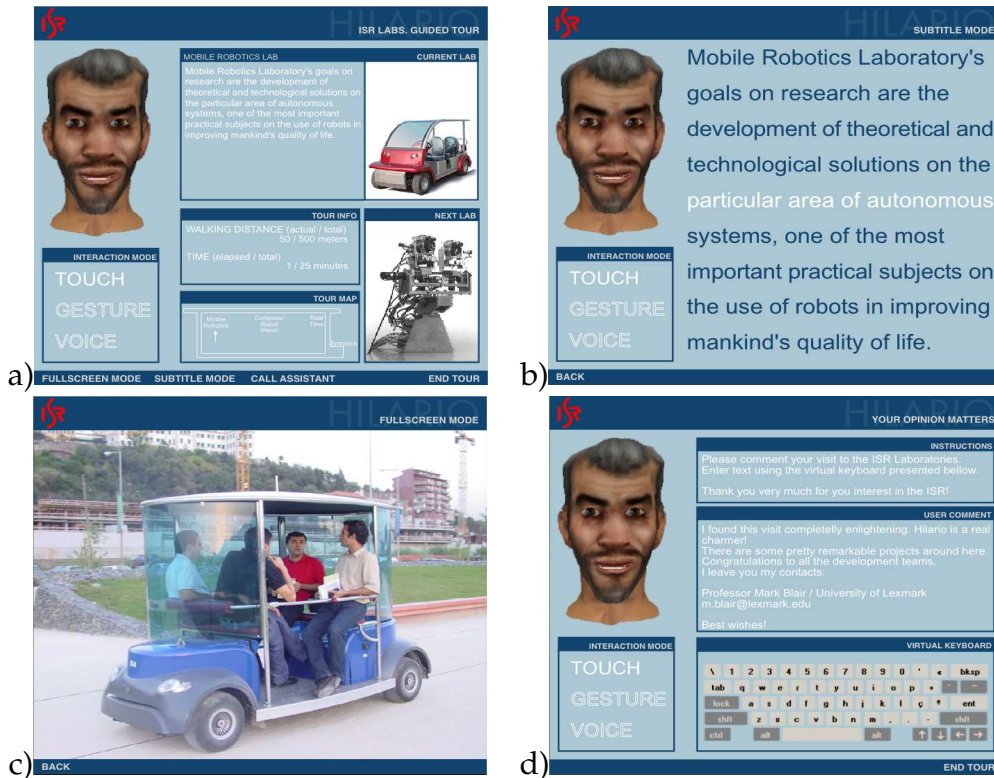 ISR
HILARIO
ISR LABS. GUIDED TOUR
MOBILE ROBOTICS LAB
CURRENT LAB
Mobile Robotics Laboratory's goals on
research are the development of
theoretical and technological solutions on
the particular area of autonomous
systems, one of the most important
practical subjects on the use of robots in
improving mankind's quality of life.
TOUR INFO
WALKING DISTANCE (actual / total)
50 / 500 meters
TIME (elapsed / total)
1 / 25 minutes
NEXT LAB
INTERACTION MODE
TOUCH
GESTURE
VOICE
TOUR MAP
Mobile
Robotics
Computer
Robot
Vision
Real
Time
Entrance
a)
FULLSCREEN MODE SUBTITLE MODE CALL ASSISTANT END TOUR
ISR
HILARIO
SUBTITLE MODE
Mobile Robotics Laboratory's
goals on research are the
development of theoretical and
technological solutions on the
particular area of autonomous
systems, one of the most
important practical subjects on
the use of robots in improving
mankind's quality of life.
INTERACTION MODE
TOUCH
GESTURE
VOICE
b)
BACK
ISR
HILARIO
FULLSCREEN MODE
c)
BACK
ISR
HILARIO
YOUR OPINION MATTERS
INSTRUCTIONS
Please comment your visit to the ISR Laboratories.
Enter text using the virtual keyboard presented bellow.
Thank you very much for you interest in the ISR!
USER COMMENT
I found this visit completelly enlightening. Hilario is a real
charmer!
There are some pretty remarkable projects around here.
Congratulations to all the development teams.
I leave you my contacts:
Professor Mark Blair / University of Lexmark
m.blair@lexmark.edu
Best wishes!
INTERACTION MODE
TOUCH
GESTURE
VOICE
VIRTUAL KEYBOARD
\ 1 2 3 4 5 6 7 8 9 0 ' « bksp
tab q w e r t y u i o p +
lock a s d f g h j k l ç ent
shift z x c v b n m , . - shift
ctrl alt alt ↑ ↓ ← →
d)
END TOUR